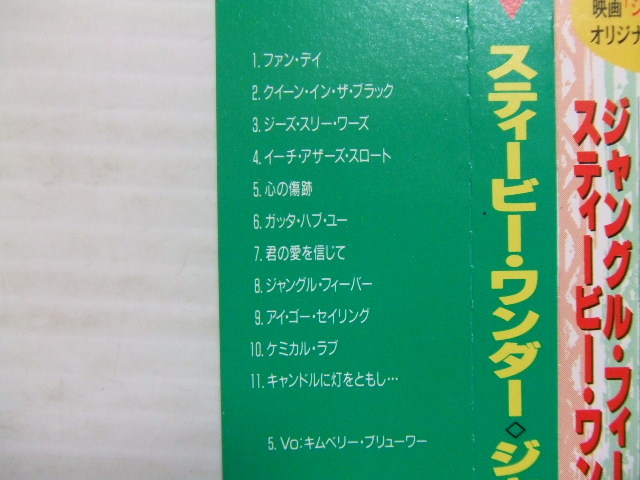 1. ファン・デイ
2. クイーン・イン・ザ・ブラック
3. ジーズ・スリー・ワーズ
4. イーチ・アザーズ・スロート
5. 心の傷跡
6. ガッタ・ハブ・ユー
7. 君の愛を信じて
8. ジャングル・フィーバー
9. アイ・ゴー・セイリング
10. ケミカル・ラブ
11. キャンドルに灯をともし…
5. Vo:キムベリー・ブリューワー
スティービー・ワンダー◇ジ
映画「ジ
オリジナ
ジャングル・フィー
スティービー・ワン